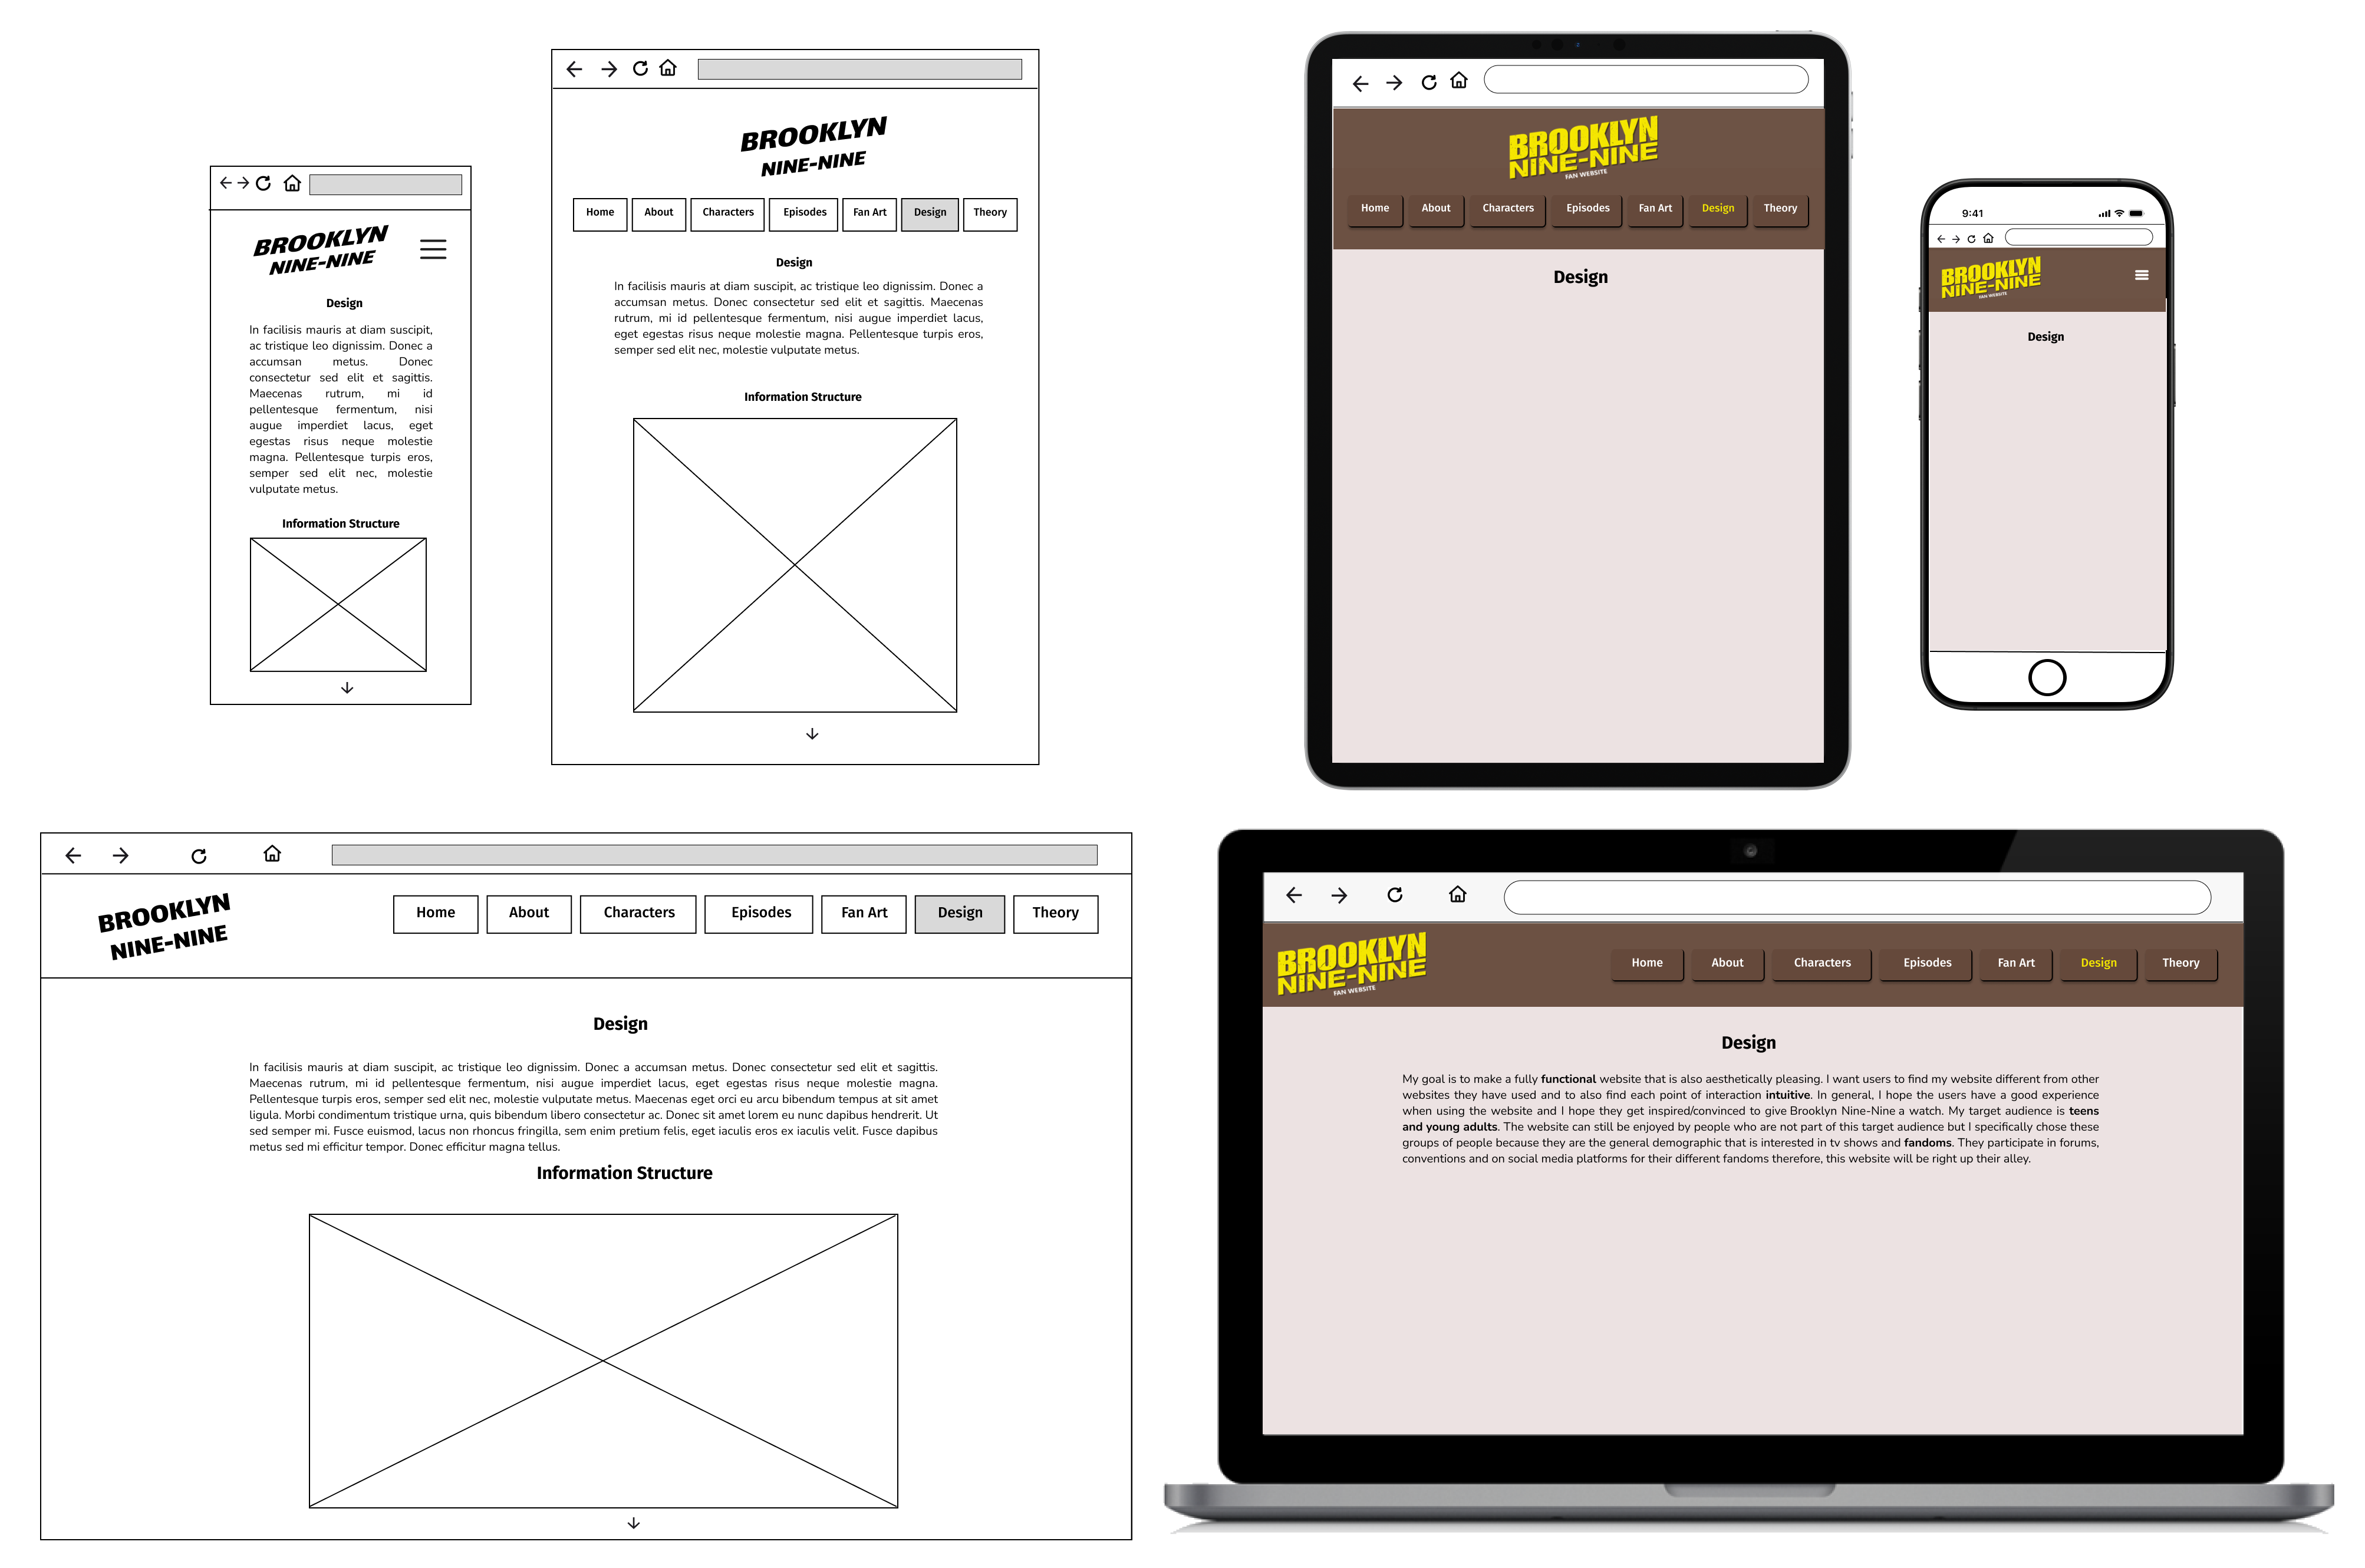 BROOKLYN
NINE-NINE
Design
In facilisis mauris at diam suscipit,
ac tristique leo dignissim. Donec a
accumsan metus. Donec
consectetur sed elit et sagittis.
Maecenas rutrum, mi id
pellentesque fermentum, nisi
augue imperdiet lacus, eget
egestas risus neque molestie
magna. Pellentesque turpis eros,
semper sed elit nec, molestie
vulputate metus.
Information Structure
BROOKLYN
NINE-NINE
Home About Characters Episodes Fan Art Design Theory
Design
In facilisis mauris at diam suscipit, ac tristique leo dignissim. Donec a
accumsan metus. Donec consectetur sed elit et sagittis. Maecenas
rutrum, mi id pellentesque fermentum, nisi augue imperdiet lacus,
eget egestas risus neque molestie magna. Pellentesque turpis eros,
semper sed elit nec, molestie vulputate metus.
Information Structure
BROOKLYN
NINE-NINE
FAN WEBSITE
Home About Characters Episodes Fan Art Design Theory
Design
9:41
BROOKLYN
NINE-NINE
FAN WEBSITE
Design
BROOKLYN
NINE-NINE
Home About Characters Episodes Fan Art Design Theory
Design
In facilisis mauris at diam suscipit, ac tristique leo dignissim. Donec a accumsan metus. Donec consectetur sed elit et sagittis.
Maecenas rutrum, mi id pellentesque fermentum, nisi augue imperdiet lacus, eget egestas risus neque molestie magna.
Pellentesque turpis eros, semper sed elit nec, molestie vulputate metus. Maecenas eget orci eu arcu bibendum tempus at sit amet
ligula. Morbi condimentum tristique urna, quis bibendum libero consectetur ac. Donec sit amet lorem eu nunc dapibus hendrerit. Ut
sed semper mi. Fusce euismod, lacus non rhoncus fringilla, sem enim pretium felis, eget iaculis eros ex iaculis velit. Fusce dapibus
metus sed mi efficitur tempor. Donec efficitur magna tellus.
Information Structure
BROOKLYN
NINE-NINE
FAN WEBSITE
Home About Characters Episodes Fan Art Design Theory
Design
My goal is to make a fully functional website that is also aesthetically pleasing. I want users to find my website different from other
websites they have used and to also find each point of interaction intuitive. In general, I hope the users have a good experience
when using the website and I hope they get inspired/convinced to give Brooklyn Nine-Nine a watch. My target audience is teens
and young adults. The website can still be enjoyed by people who are not part of this target audience but I specifically chose these
groups of people because they are the general demographic that is interested in tv shows and fandoms. They participate in forums,
conventions and on social media platforms for their different fandoms therefore, this website will be right up their alley.